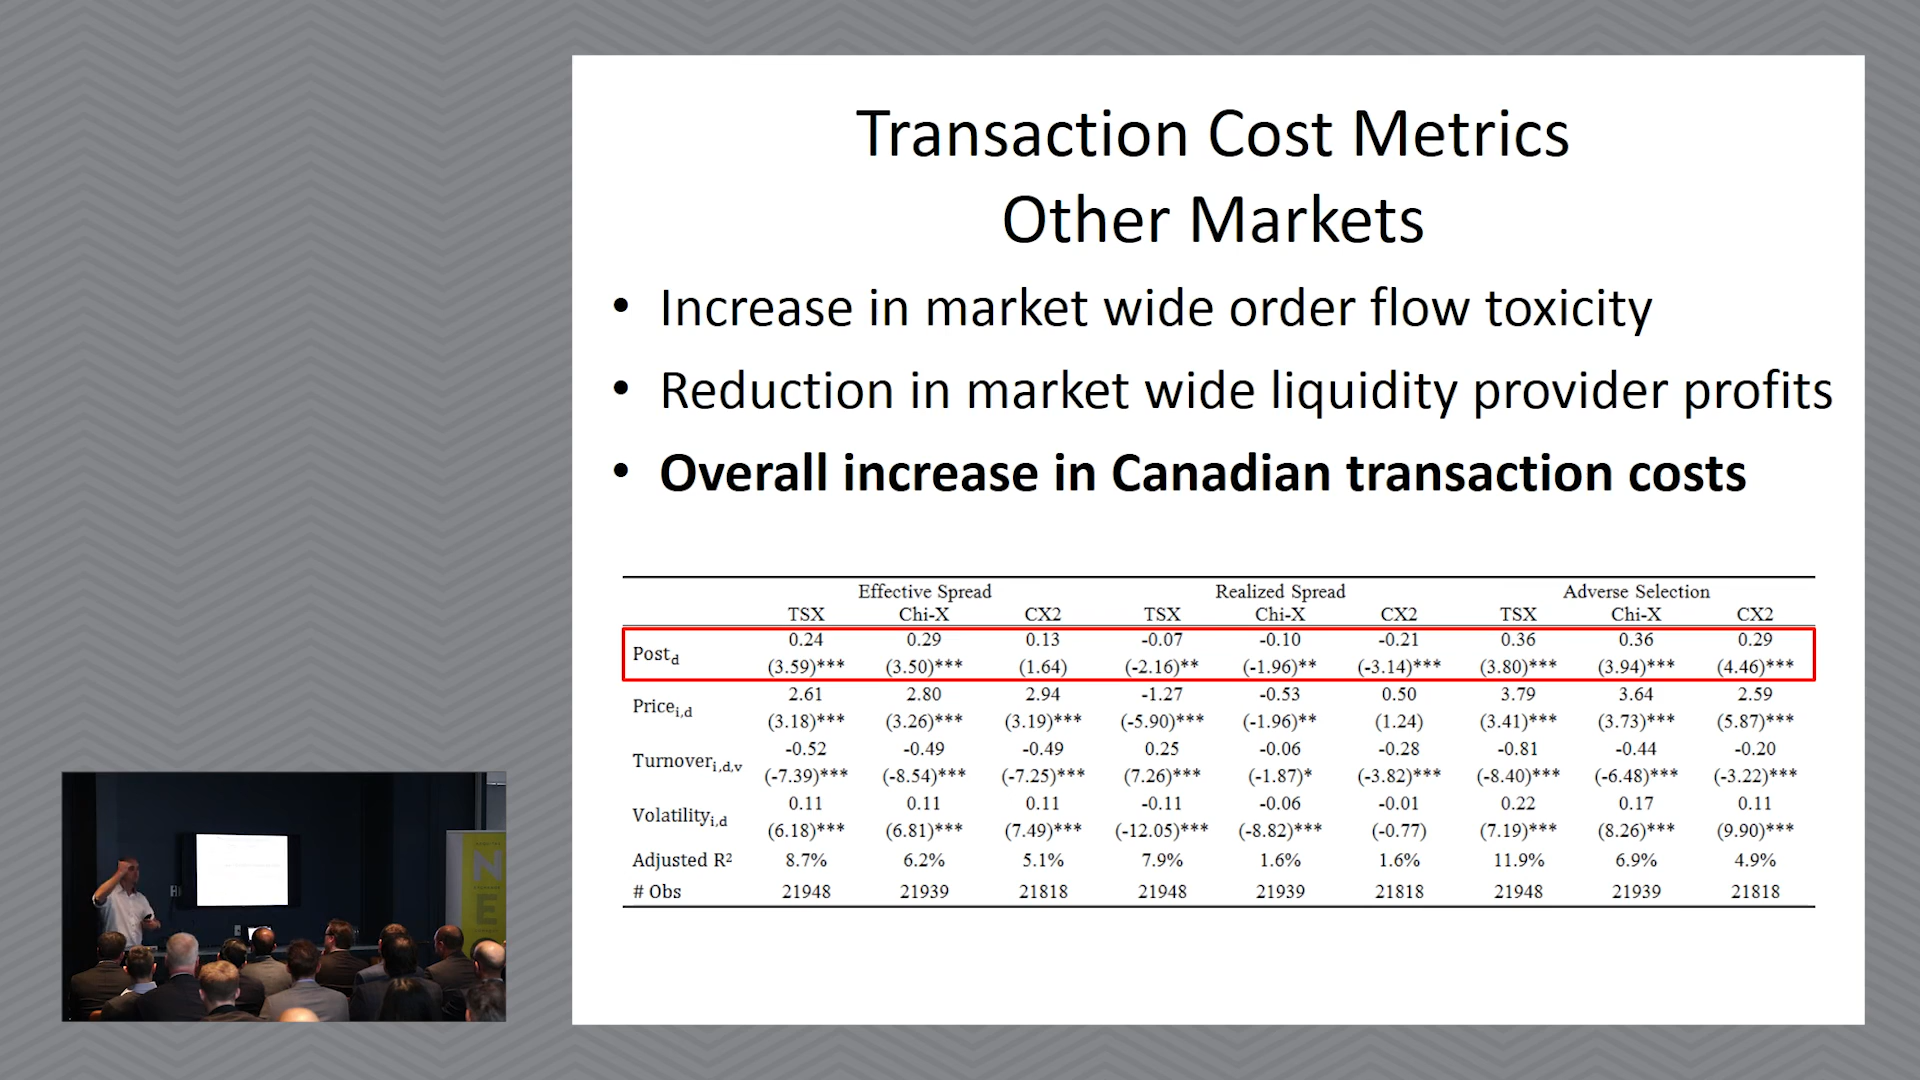 Transaction Cost Metrics
Other Markets
• Increase in market wide order flow toxicity
• Reduction in market wide liquidity provider profits
• Overall increase in Canadian transaction costs
Effective Spread Realized Spread Adverse Selection
TSX Chi-X CX2 TSX Chi-X CX2 TSX Chi-X CX2
Post_d 0.24 0.29 0.13 -0.07 -0.10 -0.21 0.36 0.36 0.29
(3.59)*** (3.50)*** (1.64) (-2.16)** (-1.96)** (-3.14)*** (3.80)*** (3.94)*** (4.46)***
Price_i,d 2.61 2.80 2.94 -1.27 -0.53 0.50 3.79 3.64 2.59
(3.18)*** (3.26)*** (3.19)*** (-5.90)*** (-1.96)** (1.24) (3.41)*** (3.73)*** (5.87)***
Turnover_i,d,v -0.52 -0.49 -0.49 0.25 -0.06 -0.28 -0.81 -0.44 -0.20
(-7.39)*** (-8.54)*** (-7.25)*** (7.26)*** (-1.87)* (-3.82)*** (-8.40)*** (-6.48)*** (-3.22)***
Volatility_i,d 0.11 0.11 0.11 -0.11 -0.06 -0.01 0.22 0.17 0.11
(6.18)*** (6.81)*** (7.49)*** (-12.05)*** (-8.82)*** (-0.77) (7.19)*** (8.26)*** (9.90)***
Adjusted R² 8.7% 6.2% 5.1% 7.9% 1.6% 1.6% 11.9% 6.9% 4.9%
# Obs 21948 21939 21818 21948 21939 21818 21948 21939 21818
N
E